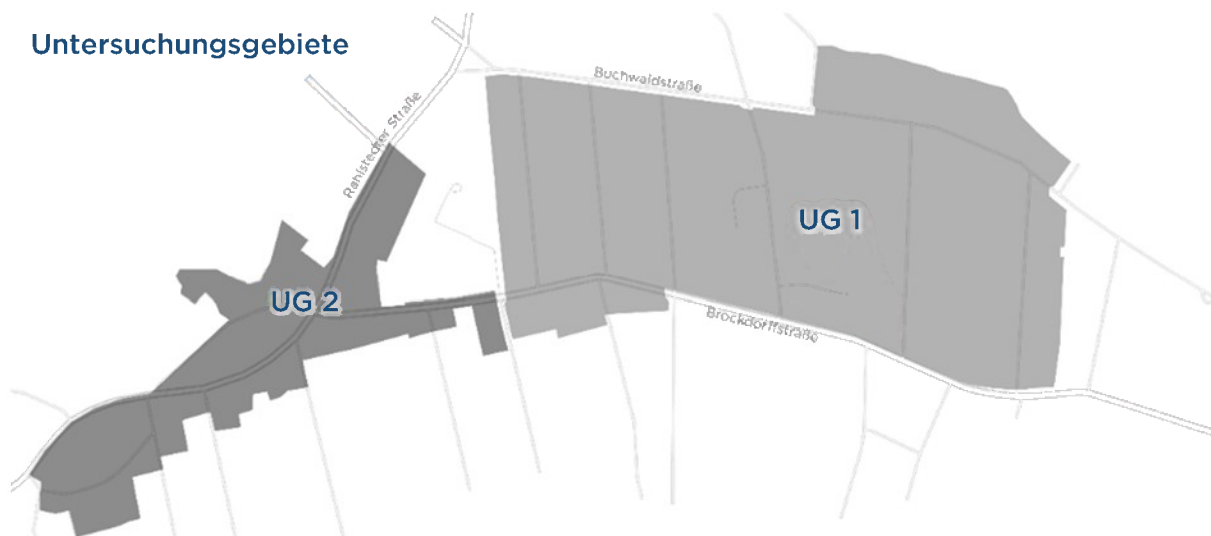 Untersuchungsgebiete
Buchwaldstraße
Rahlstedter Straße
UG 1
UG 2
Brockdorffstraße